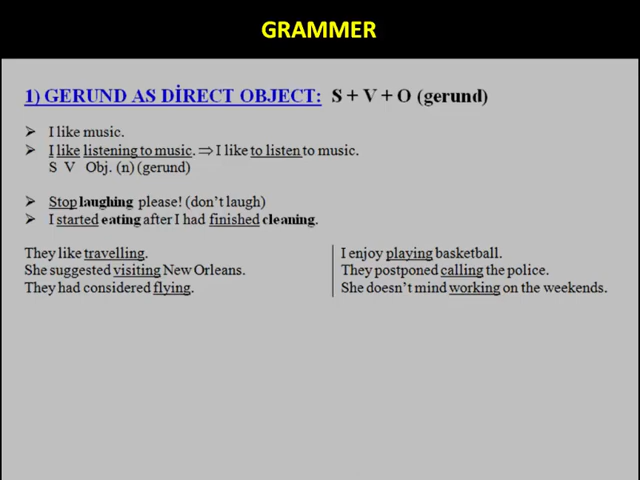 GRAMMER
1) GERUND AS DİRECT OBJECT: S + V + O (gerund)
➢ I like music.
➢ I like listening to music. ⇒ I like to listen to music.
S V Obj. (n) (gerund)
➢ Stop laughing please! (don't laugh)
➢ I started eating after I had finished cleaning.
They like travelling.
She suggested visiting New Orleans.
They had considered flying.
I enjoy playing basketball.
They postponed calling the police.
She doesn't mind working on the weekends.